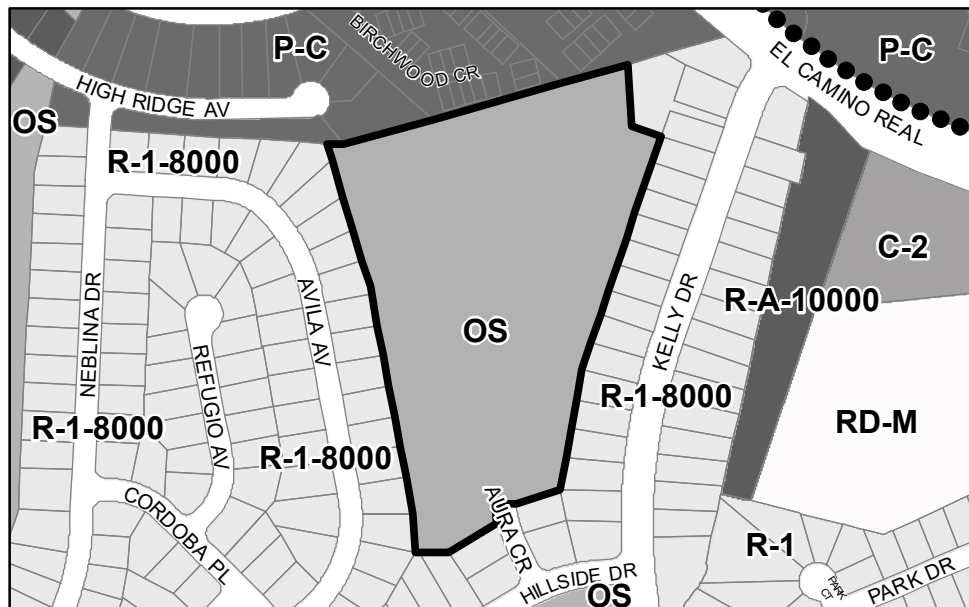 P-C
BIRCHWOOD CR
EL CAMINO REAL
P-C
HIGH RIDGE AV
OS
R-1-8000
C-2
NEBLINA DR
AVILA AV
R-A-10000
OS
KELLY DR
REFUGIO AV
R-1-8000
RD-M
R-1-8000
R-1-8000
CORDOBA PL
AURA CR
R-1
HILLSIDE DR
OS
PARK CT
PARK DR